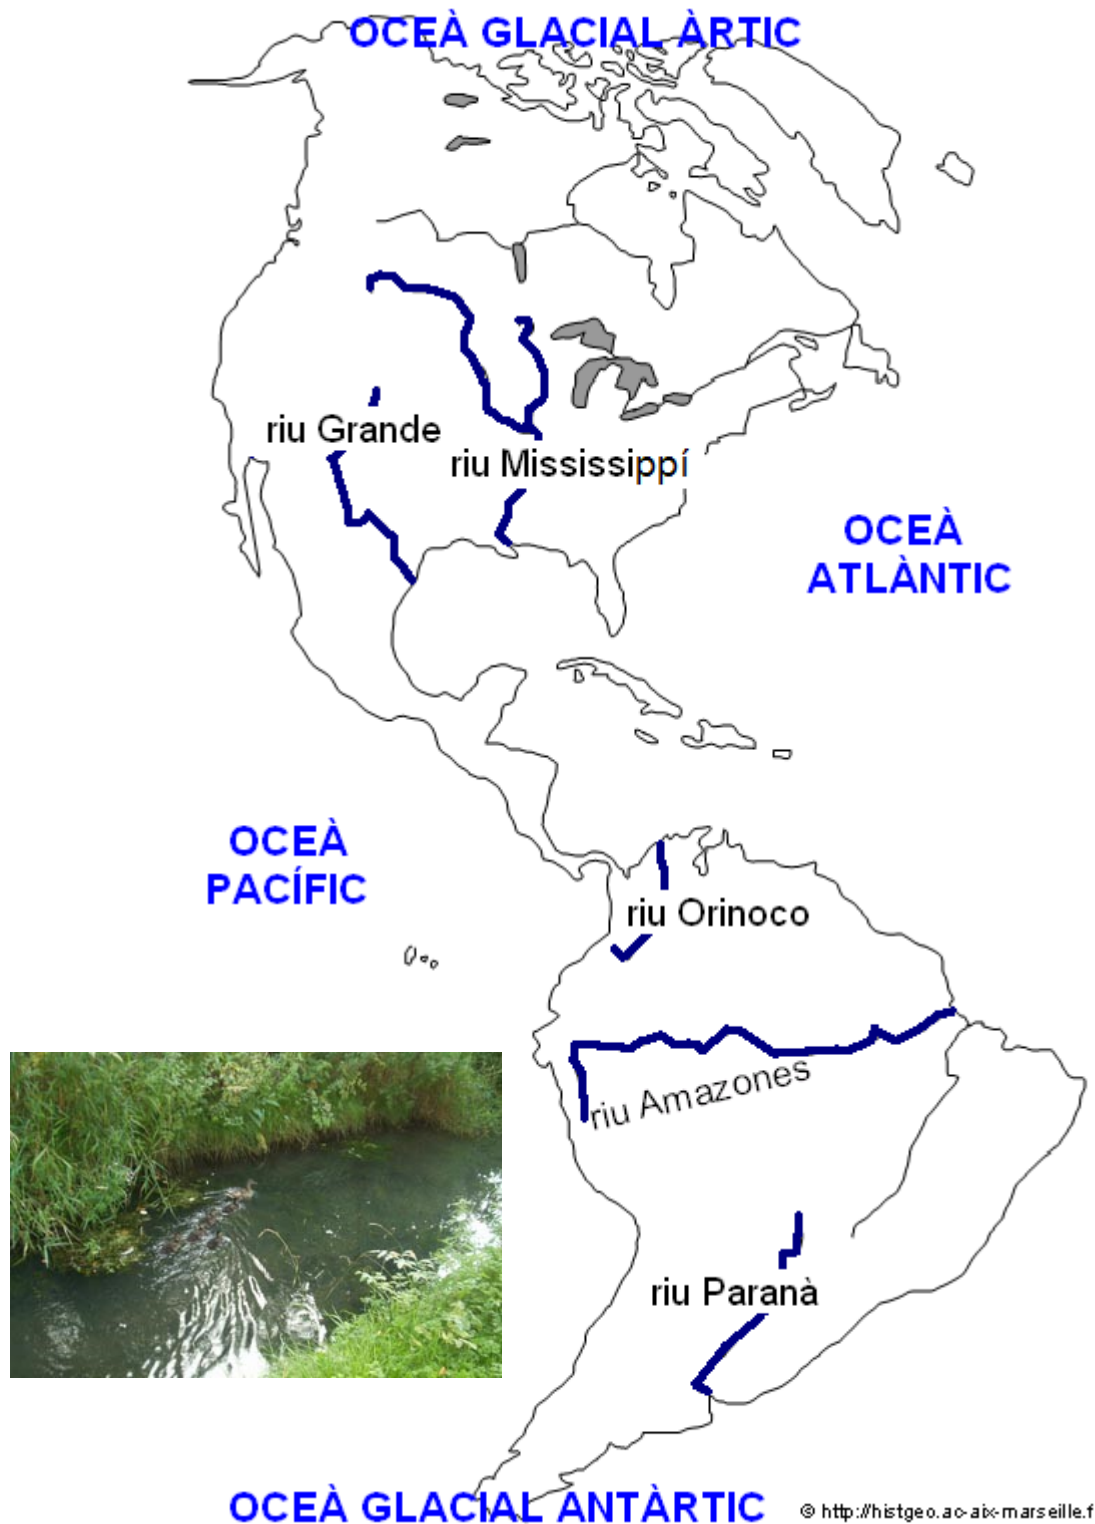 OCEÀ GLACIAL ÀRTIC
riu Grande
riu Mississippí
OCEÀ
ATLÀNTIC
OCEÀ
PACÍFIC
riu Orinoco
riu Amazones
riu Paranà
OCEÀ GLACIAL ANTÀRTIC
© http://histgeo.ac-aix-marseille.f